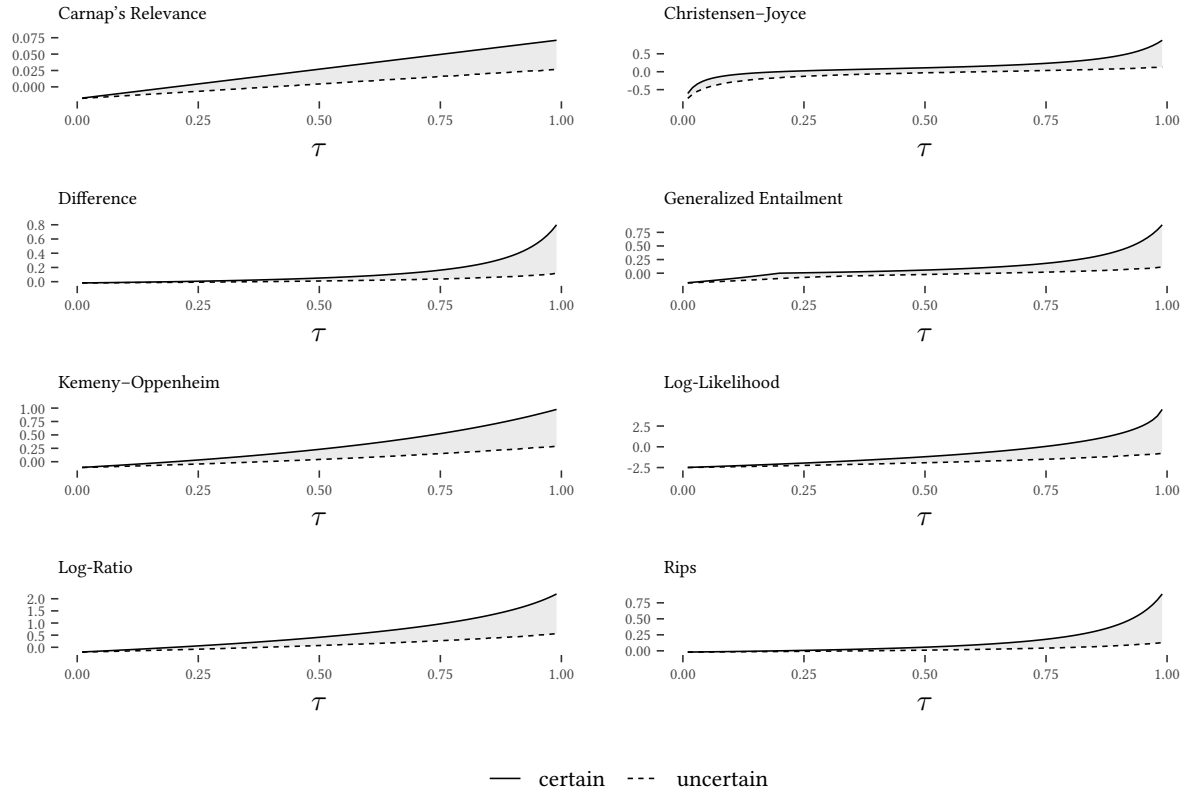 Carnap’s Relevance
0.075
0.050
0.025
0.000
0.00 0.25 0.50 0.75 1.00
τ
Christensen–Joyce
0.5
0.0
-0.5
0.00 0.25 0.50 0.75 1.00
τ
Difference
0.8
0.6
0.4
0.2
0.0
0.00 0.25 0.50 0.75 1.00
τ
Generalized Entailment
0.75
0.50
0.25
0.00
0.00 0.25 0.50 0.75 1.00
τ
Kemeny–Oppenheim
1.00
0.75
0.50
0.25
0.00
0.00 0.25 0.50 0.75 1.00
τ
Log-Likelihood
2.5
0.0
-2.5
0.00 0.25 0.50 0.75 1.00
τ
Log-Ratio
2.0
1.5
1.0
0.5
0.0
0.00 0.25 0.50 0.75 1.00
τ
Rips
0.75
0.50
0.25
0.00
0.00 0.25 0.50 0.75 1.00
τ
certain uncertain